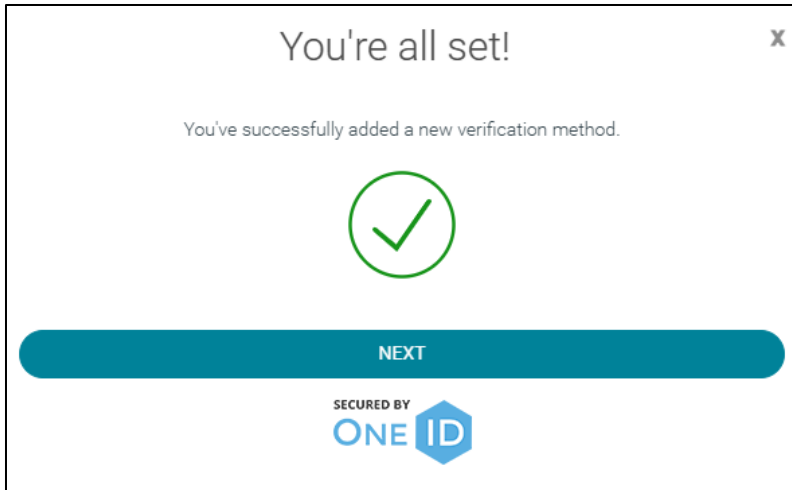 You're all set!
X
You've successfully added a new verification method.
NEXT
SECURED BY
ONE ID